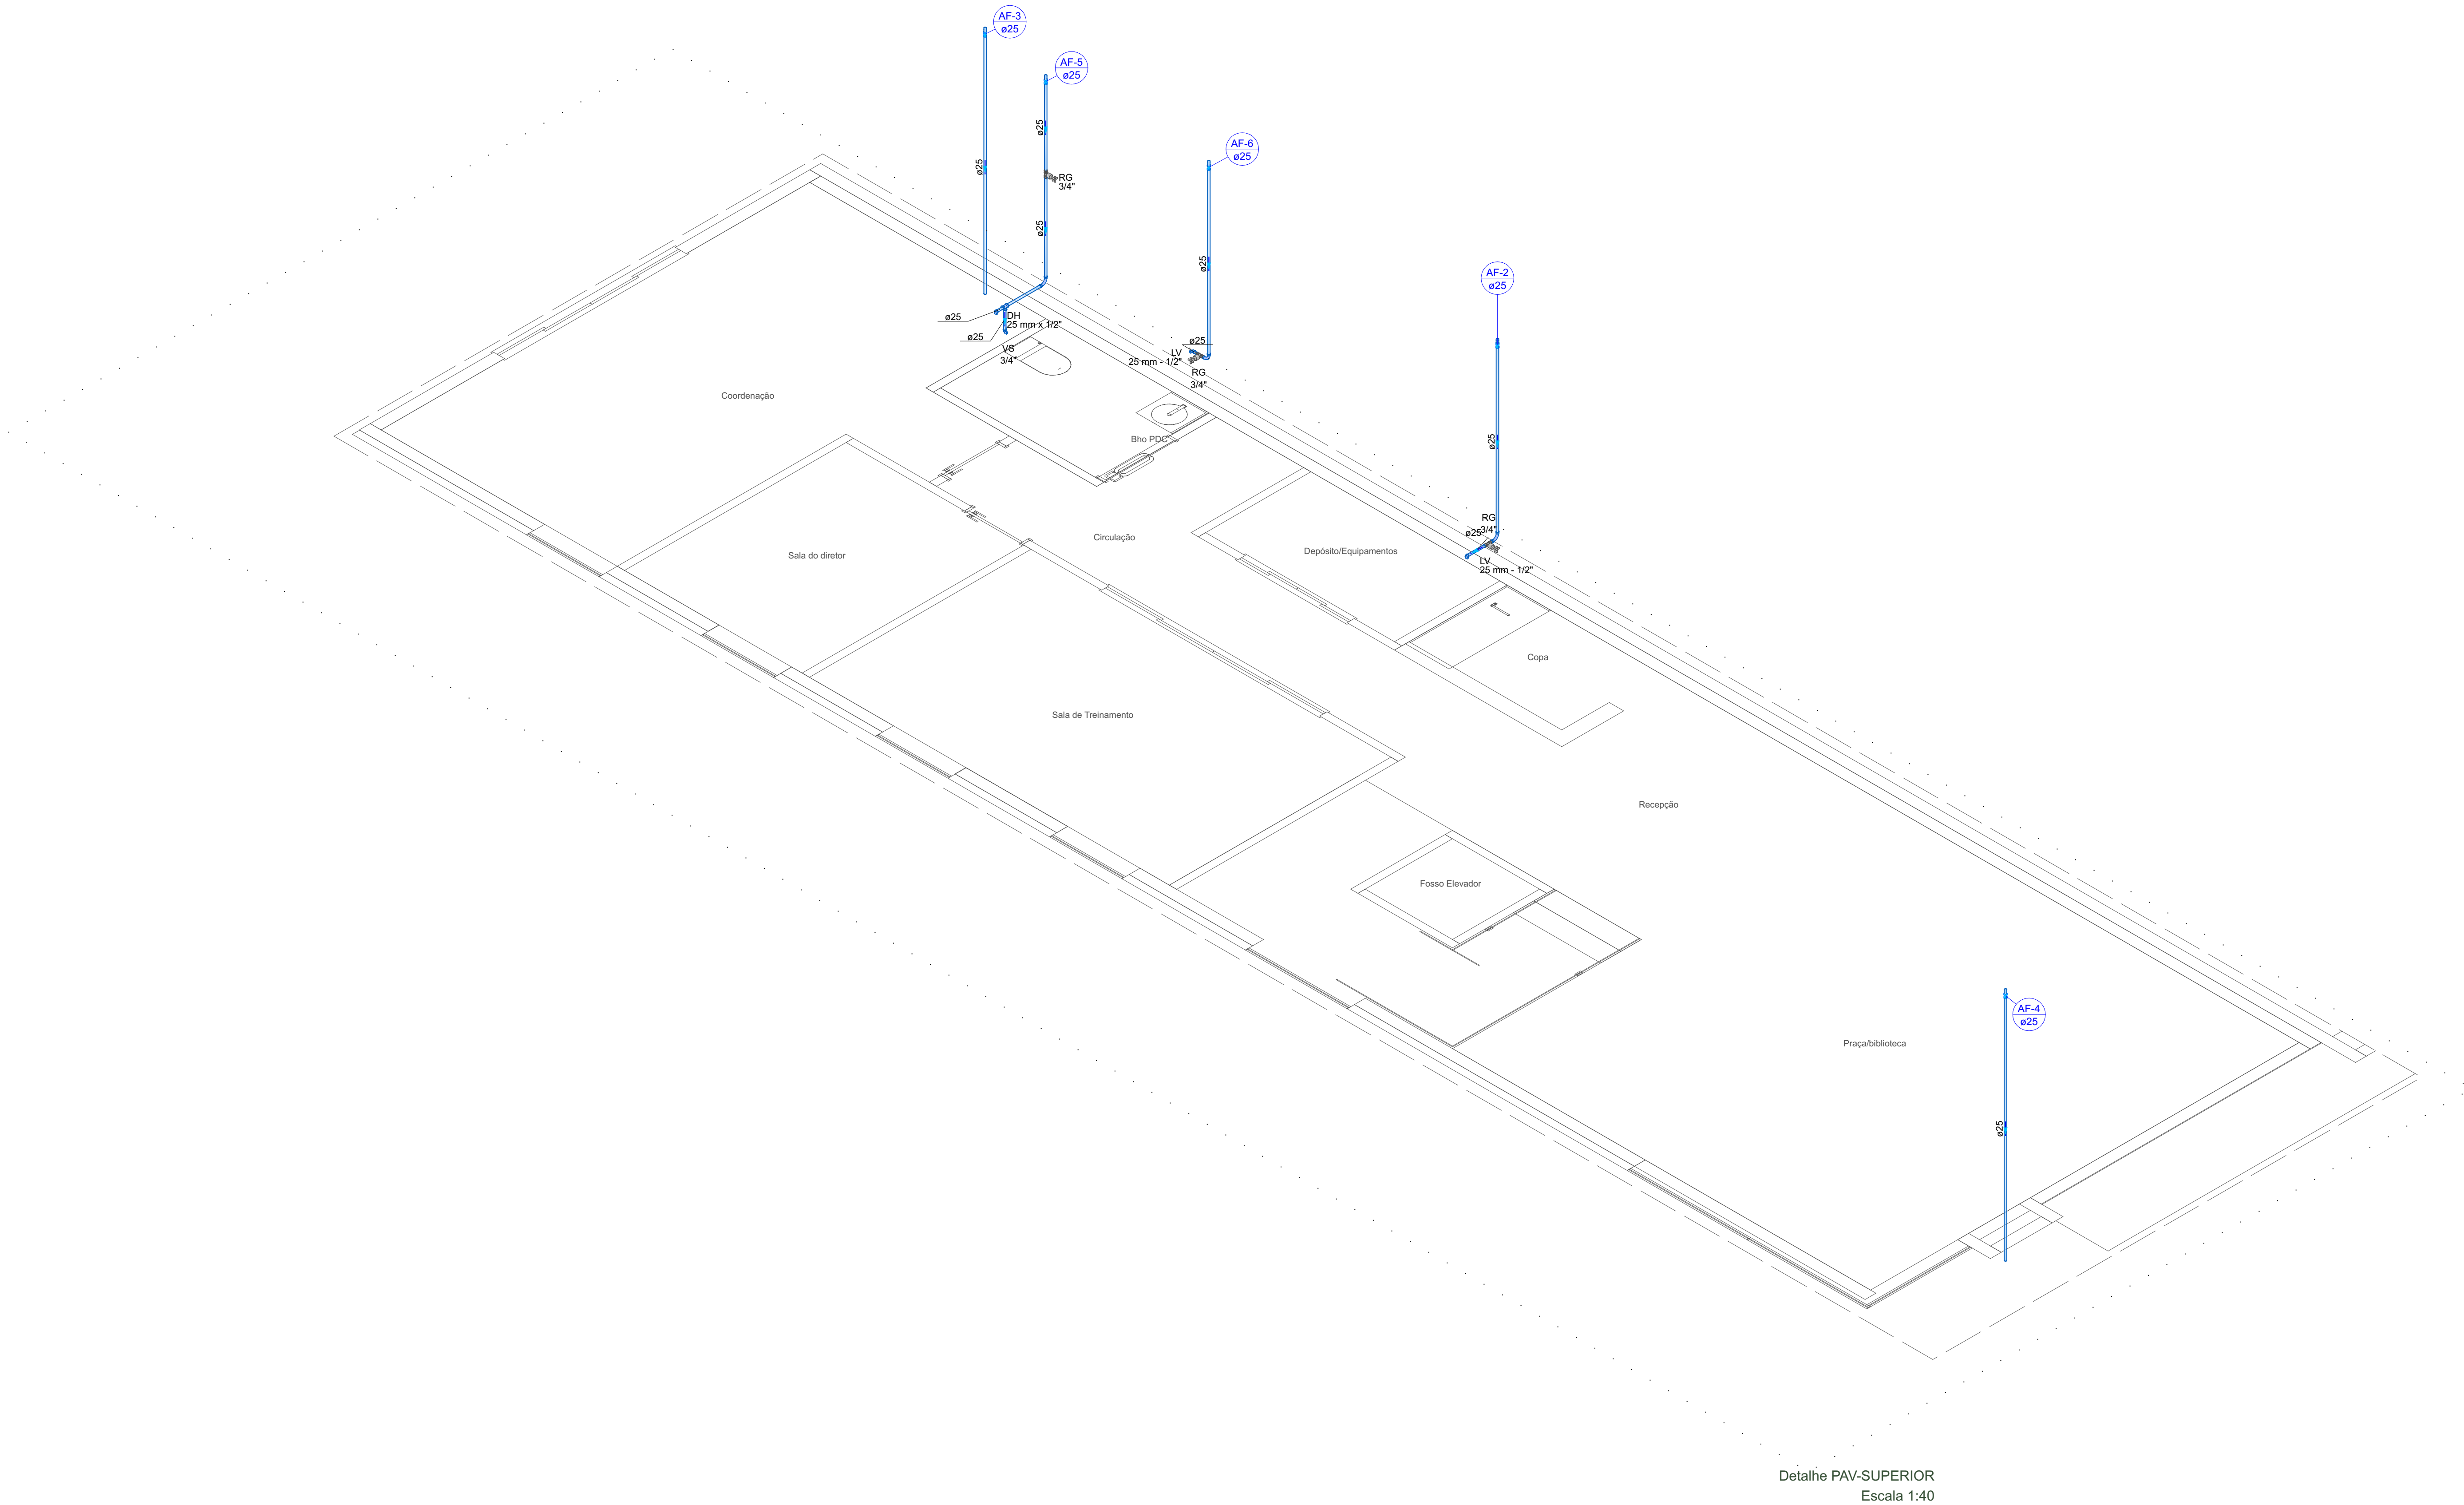 AF-3
ø25
AF-5
ø25
ø25
AF-6
ø25
ø25
RG
3/4"
ø25
ø25
AF-2
ø25
ø25
DH
25 mm x 1/2"
ø25
VS
3/4"
ø25
LV
25 mm - 1/2"
RG
3/4"
Coordenação
Bho PDC
ø25
RG
3/4"
ø25
LV
25 mm - 1/2"
Circulação
Sala do diretor
Depósito/Equipamentos
Copa
Sala de Treinamento
Recepção
Fosso Elevador
AF-4
ø25
Praça/biblioteca
ø25
Detalhe PAV-SUPERIOR
Escala 1:40